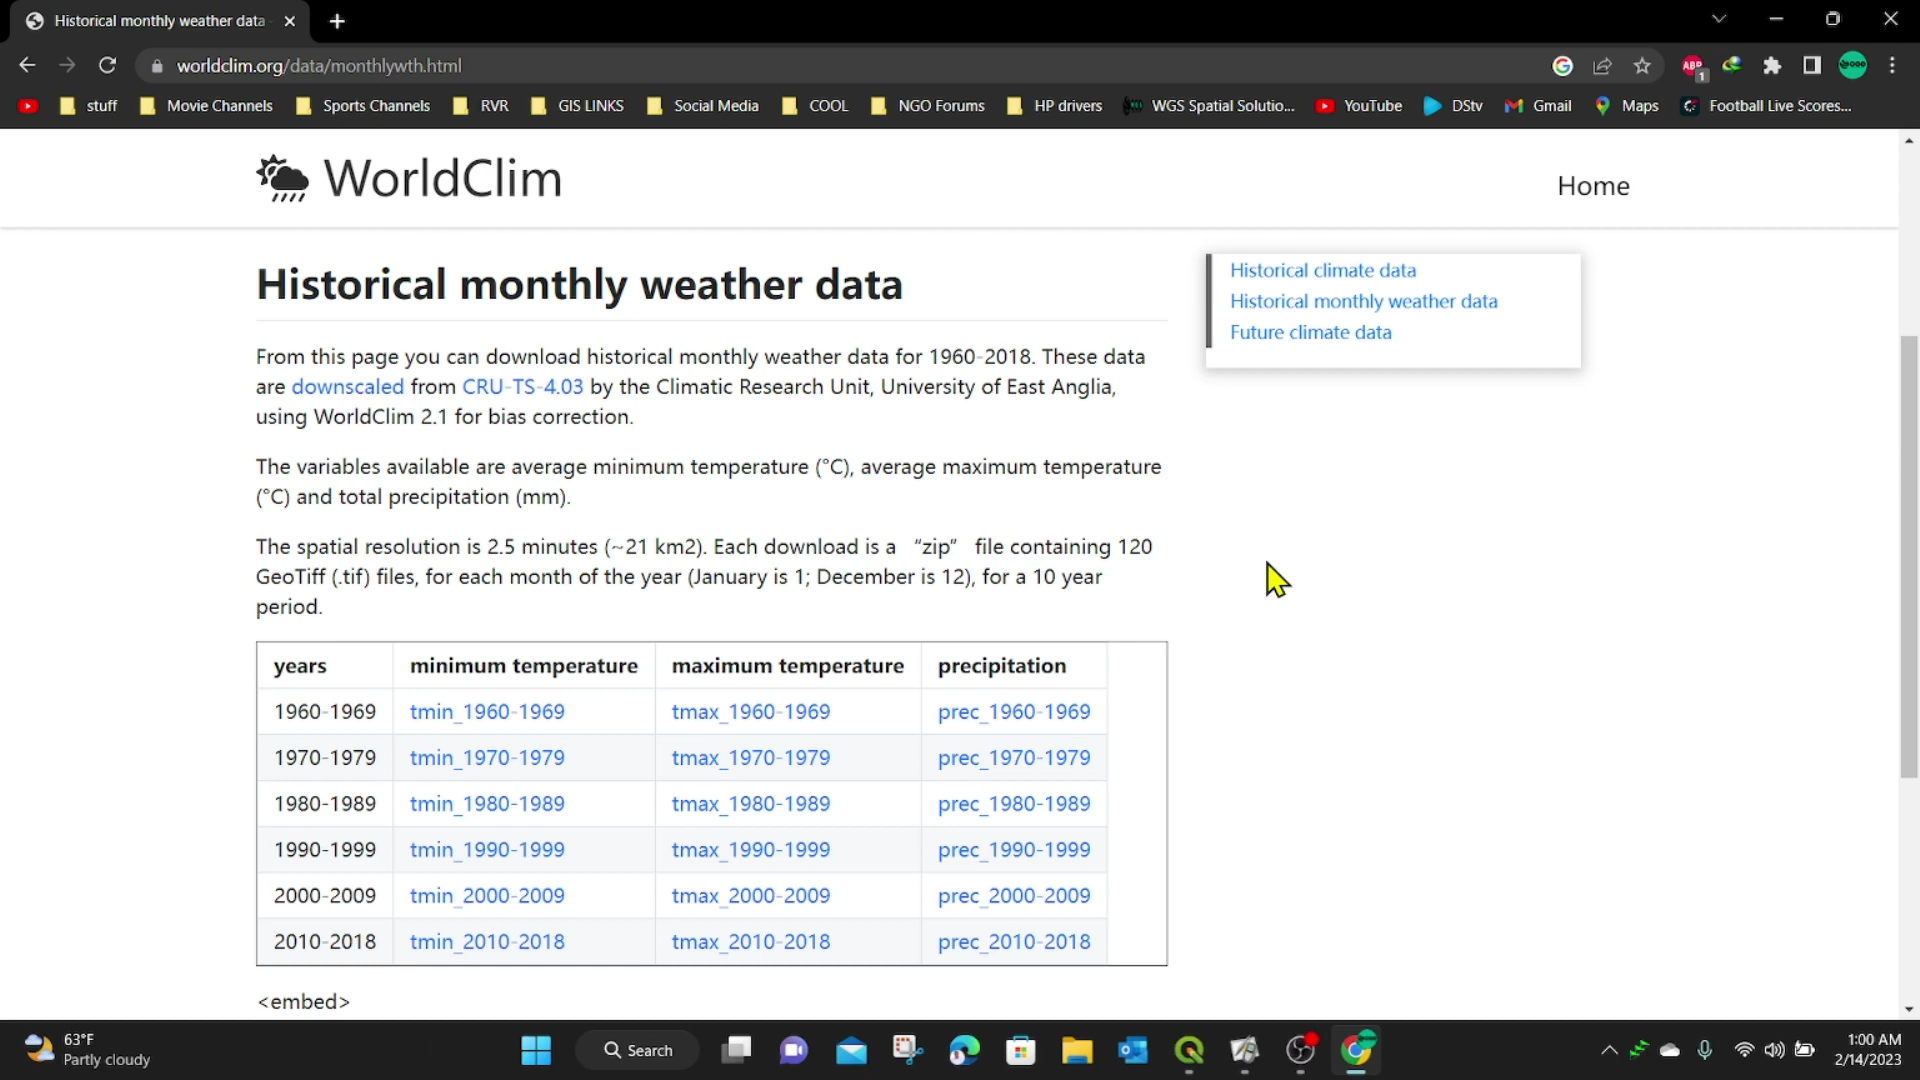 Historical monthly weather data
worldclim.org/data/monthlywth.html
ABP
1
stuff
Movie Channels
Sports Channels
RVR
GIS LINKS
Social Media
COOL
NGO Forums
HP drivers
WGS Spatial Solutio...
YouTube
DStv
Gmail
Maps
Football Live Scores...
WorldClim
Home
Historical monthly weather data
Historical climate data
Historical monthly weather data
Future climate data
From this page you can download historical monthly weather data for 1960-2018. These data
are downscaled from CRU-TS-4.03 by the Climatic Research Unit, University of East Anglia,
using WorldClim 2.1 for bias correction.
The variables available are average minimum temperature (°C), average maximum temperature
(°C) and total precipitation (mm).
The spatial resolution is 2.5 minutes (~21 km2). Each download is a “zip” file containing 120
GeoTiff (.tif) files, for each month of the year (January is 1; December is 12), for a 10 year
period.
years minimum temperature maximum temperature precipitation
1960-1969 tmin_1960-1969 tmax_1960-1969 prec_1960-1969
1970-1979 tmin_1970-1979 tmax_1970-1979 prec_1970-1979
1980-1989 tmin_1980-1989 tmax_1980-1989 prec_1980-1989
1990-1999 tmin_1990-1999 tmax_1990-1999 prec_1990-1999
2000-2009 tmin_2000-2009 tmax_2000-2009 prec_2000-2009
2010-2018 tmin_2010-2018 tmax_2010-2018 prec_2010-2018
<embed>
63°F
Partly cloudy
Search
1:00 AM
2/14/2023